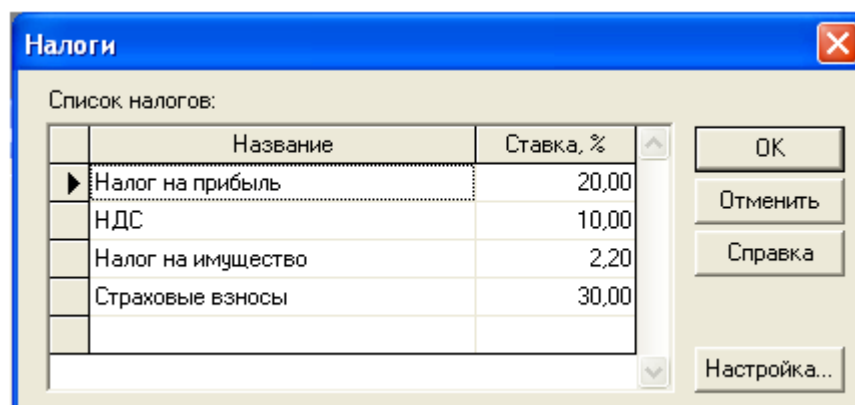 Налоги
Список налогов:
Название Ставка, %
Налог на прибыль 20,00
НДС 10,00
Налог на имущество 2,20
Страховые взносы 30,00
OK
Отменить
Справка
Настройка...